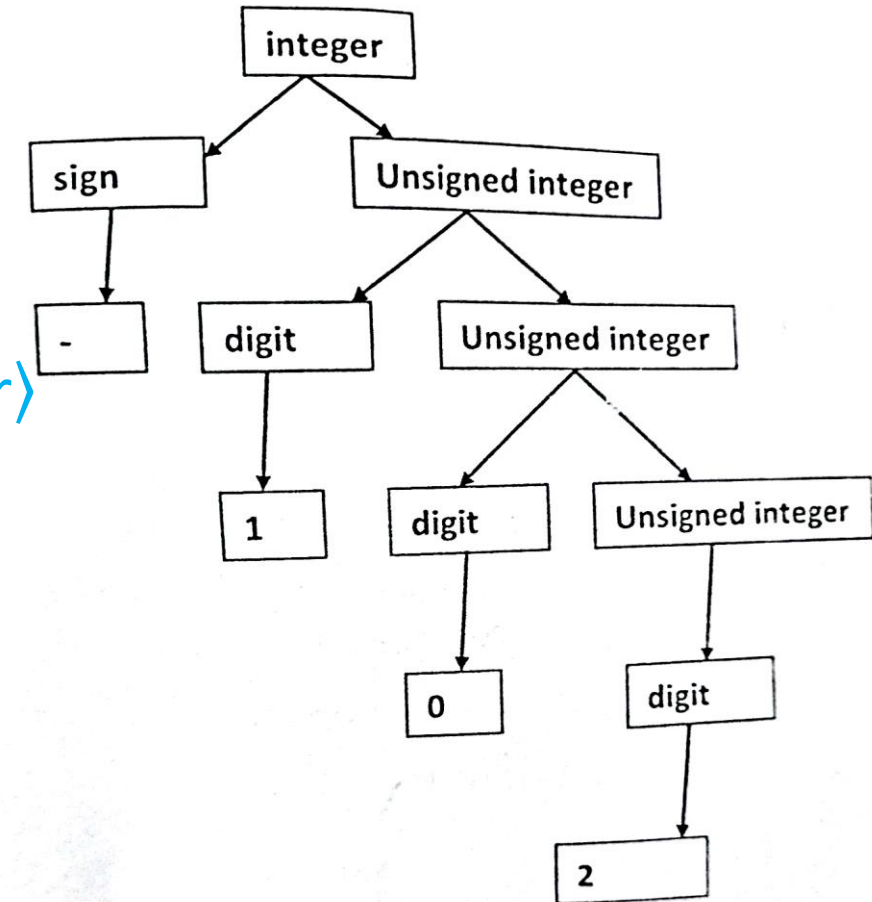 integer
sign
Unsigned integer
-
digit
Unsigned integer
r⟩
1
digit
Unsigned integer
0
digit
2